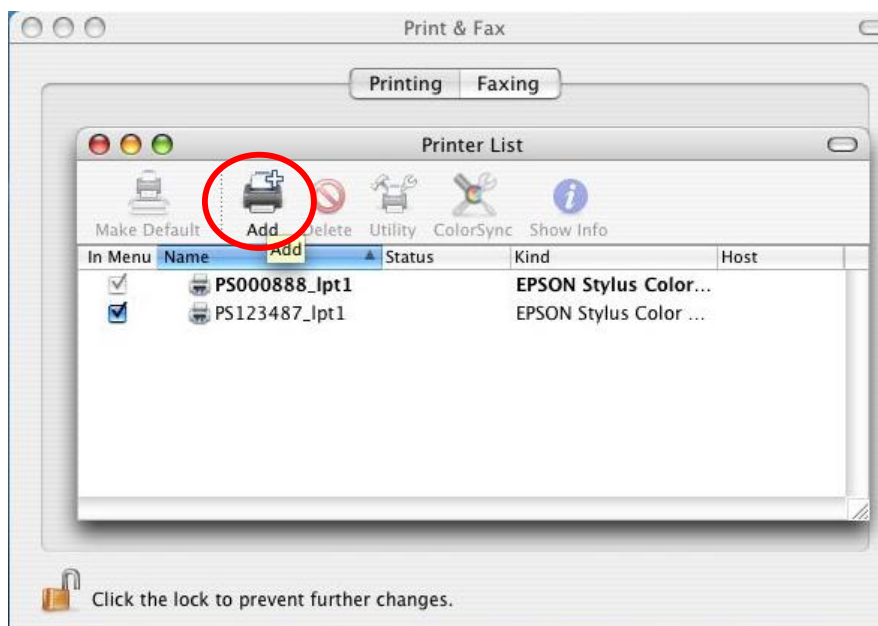 Print & Fax
Printing Faxing
Printer List
Make Default Add Delete Utility ColorSync Show Info
Add
In Menu Name Status Kind Host
PS000888_lpt1 EPSON Stylus Color...
PS123487_lpt1 EPSON Stylus Color ...
Click the lock to prevent further changes.